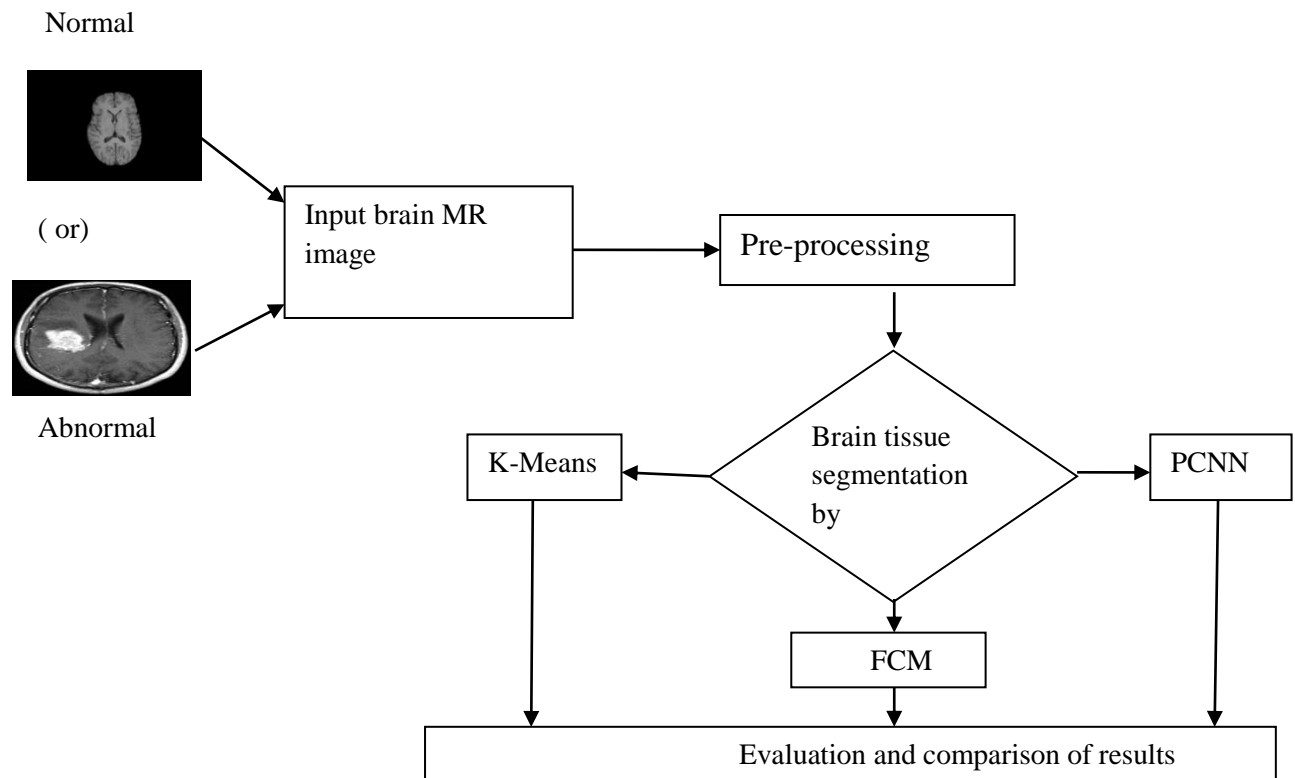 Normal
( or)
Abnormal
Input brain MR
image
Pre-processing
Brain tissue
segmentation
by
K-Means
PCNN
FCM
Evaluation and comparison of results